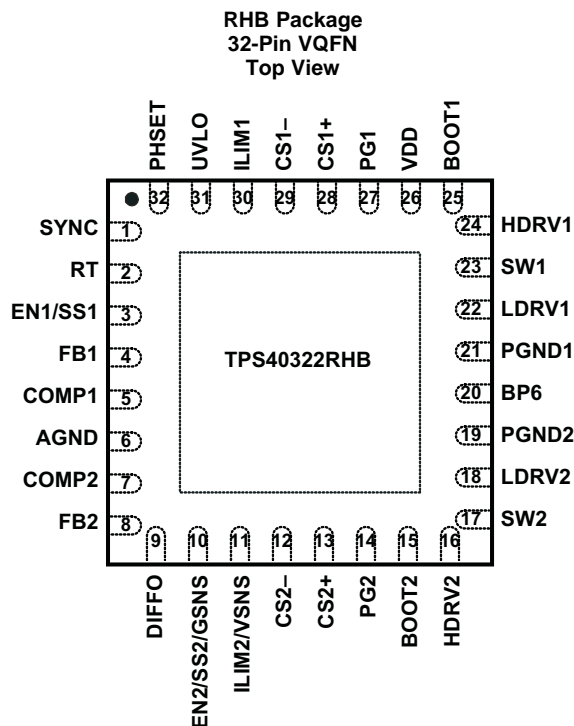 RHB Package
32-Pin VQFN
Top View
PHSET
UVLO
ILIM1
CS1–
CS1+
PG1
VDD
BOOT1
32
31
30
29
28
27
26
25
SYNC 1
RT 2
EN1/SS1 3
FB1 4
COMP1 5
AGND 6
COMP2 7
FB2 8
TPS40322RHB
24 HDRV1
23 SW1
22 LDRV1
21 PGND1
20 BP6
19 PGND2
18 LDRV2
17 SW2
9
10
11
12
13
14
15
16
DIFFO
EN2/SS2/GSNS
ILIM2/VSNS
CS2–
CS2+
PG2
BOOT2
HDRV2